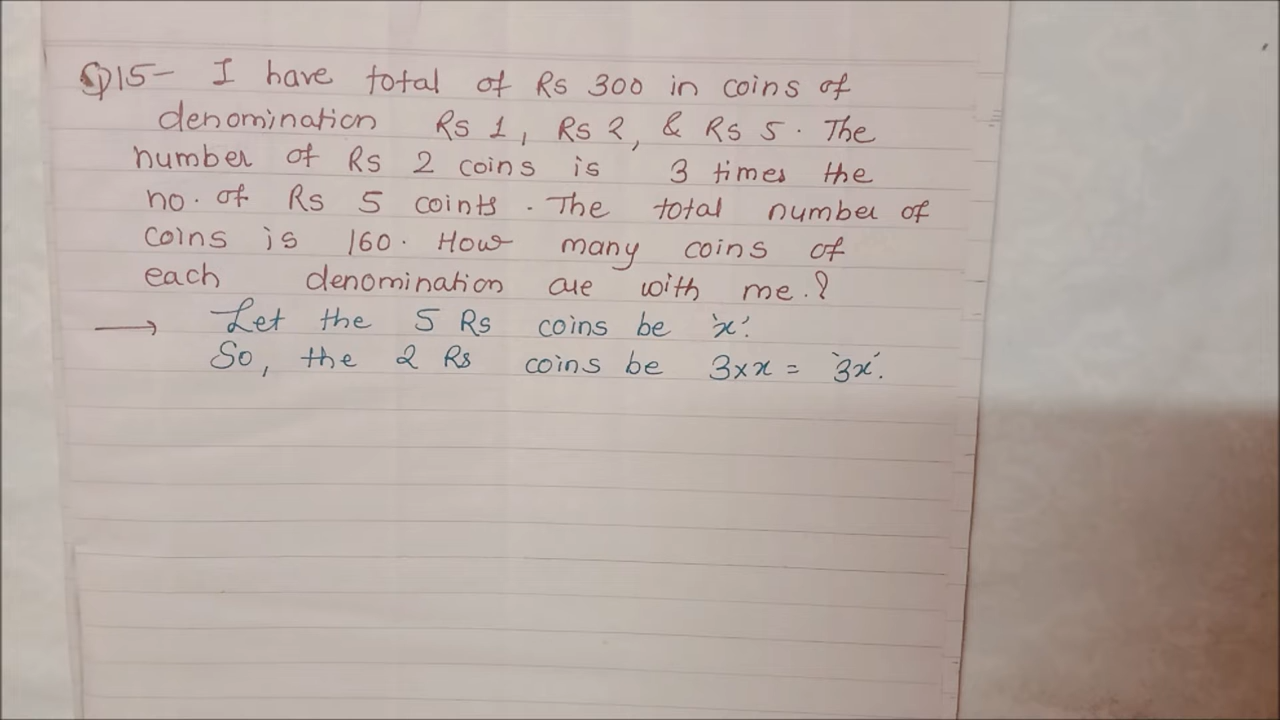 Q15- I have total of Rs 300 in coins of
denomination Rs 1, Rs 2, & Rs 5. The
number of Rs 2 coins is 3 times the
no. of Rs 5 coints. The total number of
coins is 160. How many coins of
each denomination are with me.?
→ Let the 5 Rs coins be 'x'.
So, the 2 Rs coins be 3×x = '3x'.